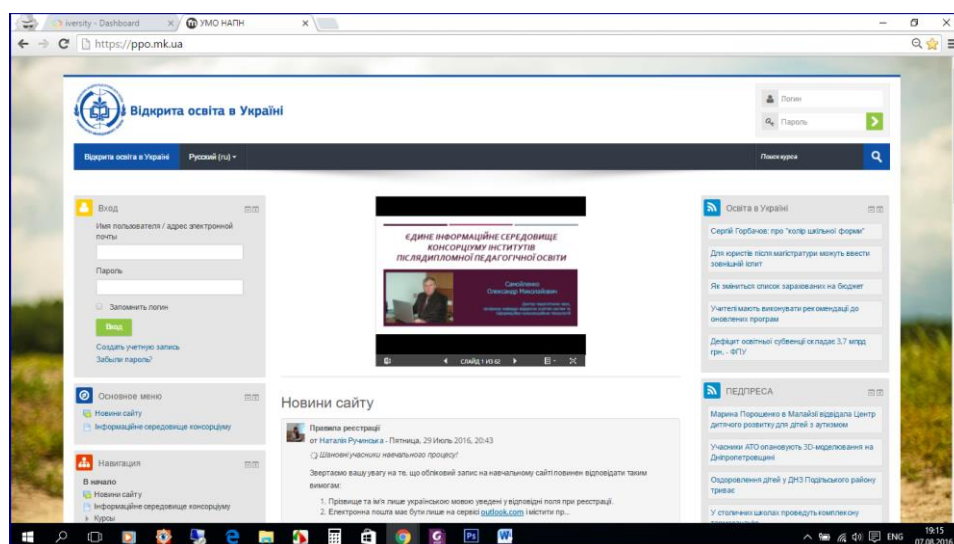 iversity - Dashboard
УМО НАПН
https://ppo.mk.ua
Відкрита освіта в Україні
Логин
Пароль
Відкрита освіта в Україні
Русский (ru)
Поиск курса
Вход
Имя пользователя / адрес электронной
почты
Пароль
Запомнить логин
Вход
Создать учетную запись
Забыли пароль?
Основное меню
Новини сайту
Інформаційне середовище консорціуму
Навигация
В начало
Новини сайту
Інформаційне середовище консорціуму
Курсы
ЄДИНЕ ІНФОРМАЦІЙНЕ СЕРЕДОВИЩЕ
КОНСОРЦІУМУ ІНСТИТУТІВ
ПІСЛЯДИПЛОМНОЇ ПЕДАГОГІЧНОЇ ОСВІТИ
Самойленко
Олександр Миколайович
СЛАЙД 1 ИЗ 62
Новини сайту
Правила реєстрації
от Наталія Ручинська - Пятница, 29 Июль 2016, 20:43
Шановні учасники навчального процесу!
Звертаємо вашу увагу на те, що обліковий запис на навчальному сайті повинен відповідати таким
вимогам:
1. Прізвище та ім'я лише українською мовою уведені у відповідні поля при реєстрації.
2. Електронна пошта має бути лише на сервісі outlook.com і містити пр...
Освіта в Україні
Сергій Горбачов: про "колір шкільної форми"
Для юристів після магістратури можуть ввести
зовнішній іспит
Як зміниться список зарахованих на бюджет
Учителі мають виконувати рекомендації до
оновлених програм
Дефіцит освітньої субвенції складає 3,7 млрд
грн, - ФПУ
ПЕДПРЕСА
Марина Порошенко в Малайзії відвідала Центр
дитячого розвитку для дітей з аутизмом
Учасники АТО опановують 3D-моделювання на
Дніпропетровщині
Оздоровлення дітей у ДНЗ Подільського району
триває
У столичних школах проведуть комплексну
ENG
19:15
07.08.2016